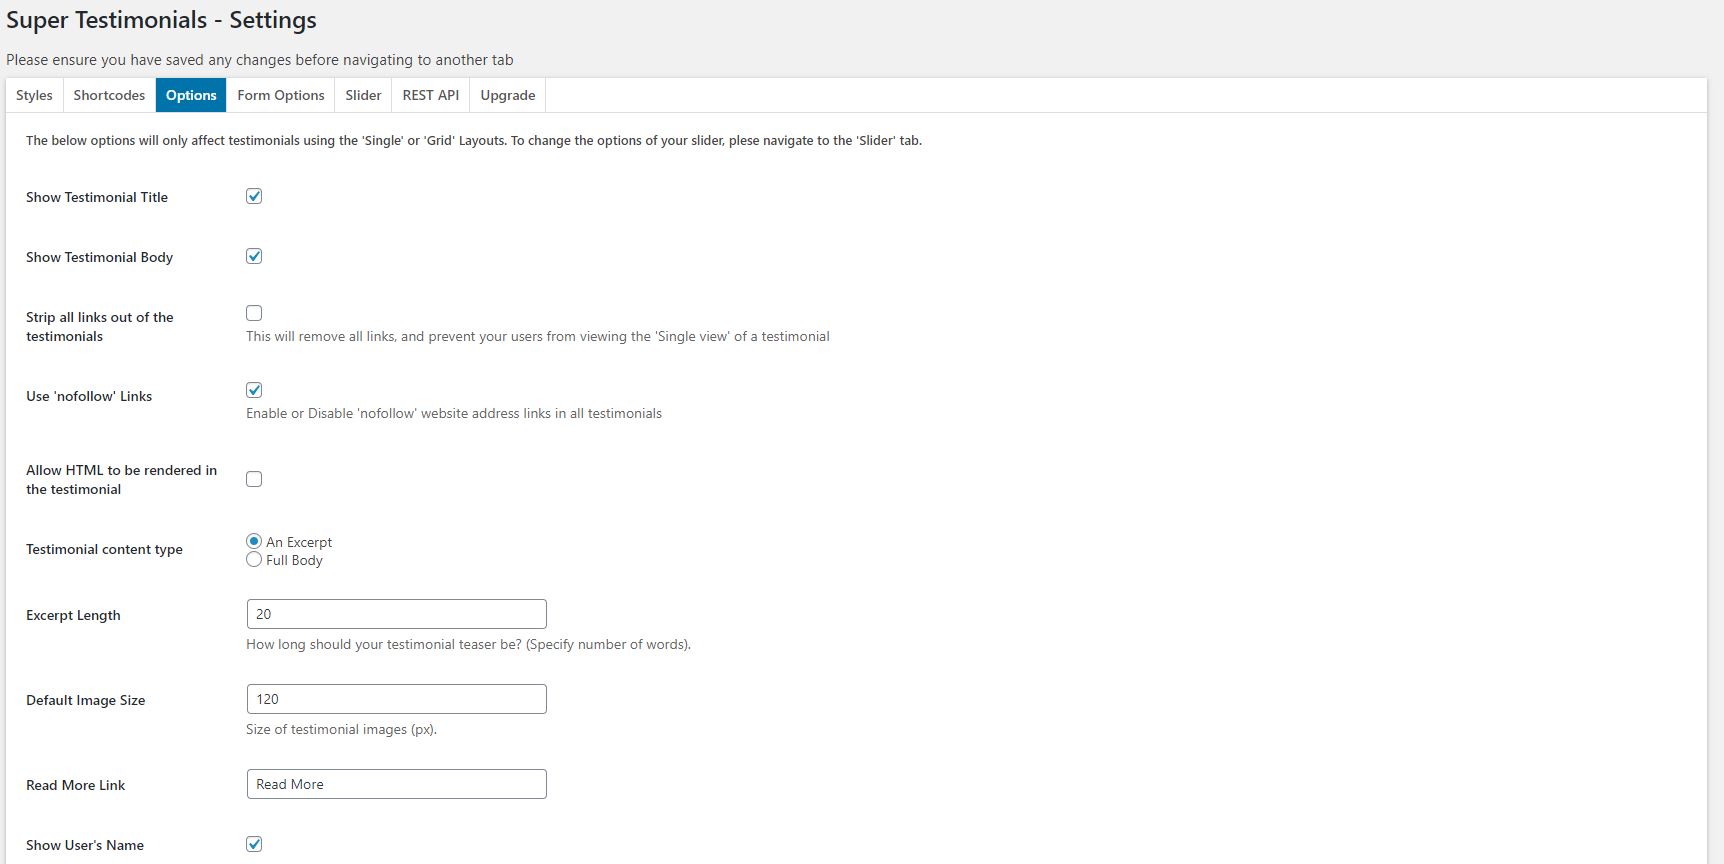 Super Testimonials - Settings
Please ensure you have saved any changes before navigating to another tab
Styles Shortcodes Options Form Options Slider REST API Upgrade
The below options will only affect testimonials using the 'Single' or 'Grid' Layouts. To change the options of your slider, plese navigate to the 'Slider' tab.
Show Testimonial Title
Show Testimonial Body
Strip all links out of the
testimonials
This will remove all links, and prevent your users from viewing the 'Single view' of a testimonial
Use 'nofollow' Links
Enable or Disable 'nofollow' website address links in all testimonials
Allow HTML to be rendered in
the testimonial
Testimonial content type
An Excerpt
Full Body
Excerpt Length
20
How long should your testimonial teaser be? (Specify number of words).
Default Image Size
120
Size of testimonial images (px).
Read More Link
Read More
Show User's Name